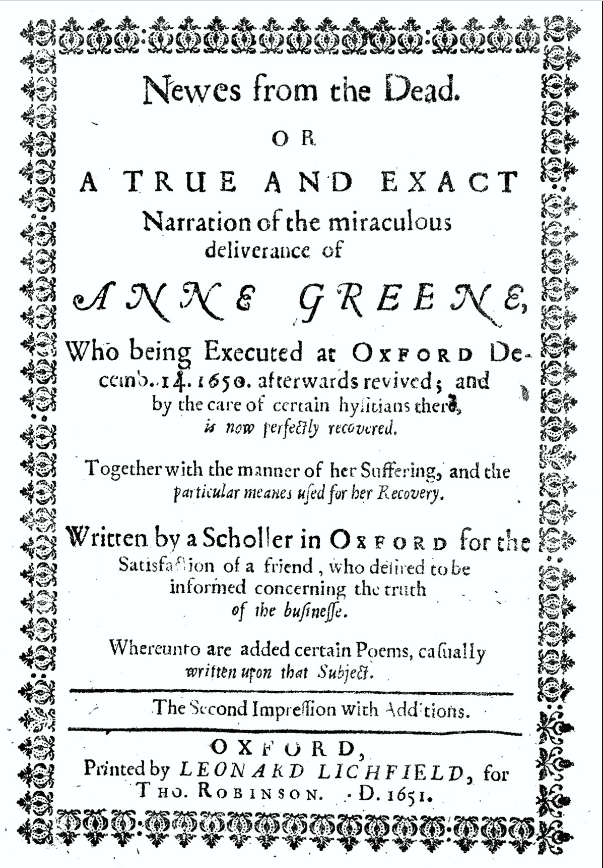 Newes from the Dead.
OR
A TRUE AND EXACT
Narration of the miraculous
deliverance of
ANNE GREENE,
Who being Executed at OXFORD De-
cemb. 14. 1650. afterwards revived; and
by the care of certain hyſitians there,
is now perfectly recovered.
Together with the manner of her Suffering, and the
particular meanes uſed for her Recovery.
Written by a Scholler in OXFORD for the
Satisfaction of a friend, who deſired to be
informed concerning the truth
of the buſineſſe.
Whereunto are added certain Poems, caſually
written upon that Subject.
The Second Impreſſion with Additions.
OXFORD,
Printed by LEONARD LICHFIELD, for
THO. ROBINSON. D. 1651.